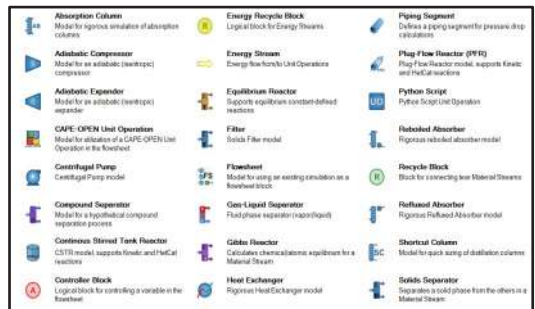 Absorption Column
Model for rigorous simulation of absorption
columns
Adiabatic Compressor
Model for an adiabatic (isentropic)
compressor
Adiabatic Expander
Model for an adiabatic (isentropic)
expander
CAPE-OPEN Unit Operation
Model for utilization of a CAPE-OPEN Unit
Operation in the flowsheet
Centrifugal Pump
Centrifugal Pump model
Compound Separator
Model for a hypothetical compound
separation process
Continous Stirred Tank Reactor
CSTR model, supports Kinetic and HetCat
reactions
A
Controller Block
Logical block for controlling a variable in the
flowsheet
R
Energy Recycle Block
Logical block for Energy Streams
Energy Stream
Energy flow from/to Unit Operations
Equilibrium Reactor
Supports equilibrium constant-defined
reactions
Filter
Solids Filter model
FS
Flowsheet
Model for using an existing simulation as a
flowsheet block
Gas-Liquid Separator
Fluid phase separator (vapor/liquid)
Gibbs Reactor
Calculates chemical/atomic equilibrium for a
Material Stream
Heat Exchanger
Rigorous Heat Exchanger model
Piping Segment
Defines a piping segment for pressure drop
calculations
Plug-Flow Reactor (PFR)
Plug-Flow Reactor model, supports Kinetic
and HetCat reactions
UO
Python Script
Python Script Unit Operation
Reboiled Absorber
Rigorous reboiled absorber model
R
Recycle Block
Block for connecting tear Material Streams
Refluxed Absorber
Rigorous Refluxed Absorber model
SC
Shortcut Column
Model for quick sizing of distillation columns
Solids Separator
Separates a solid phase from the others in a
Material Stream